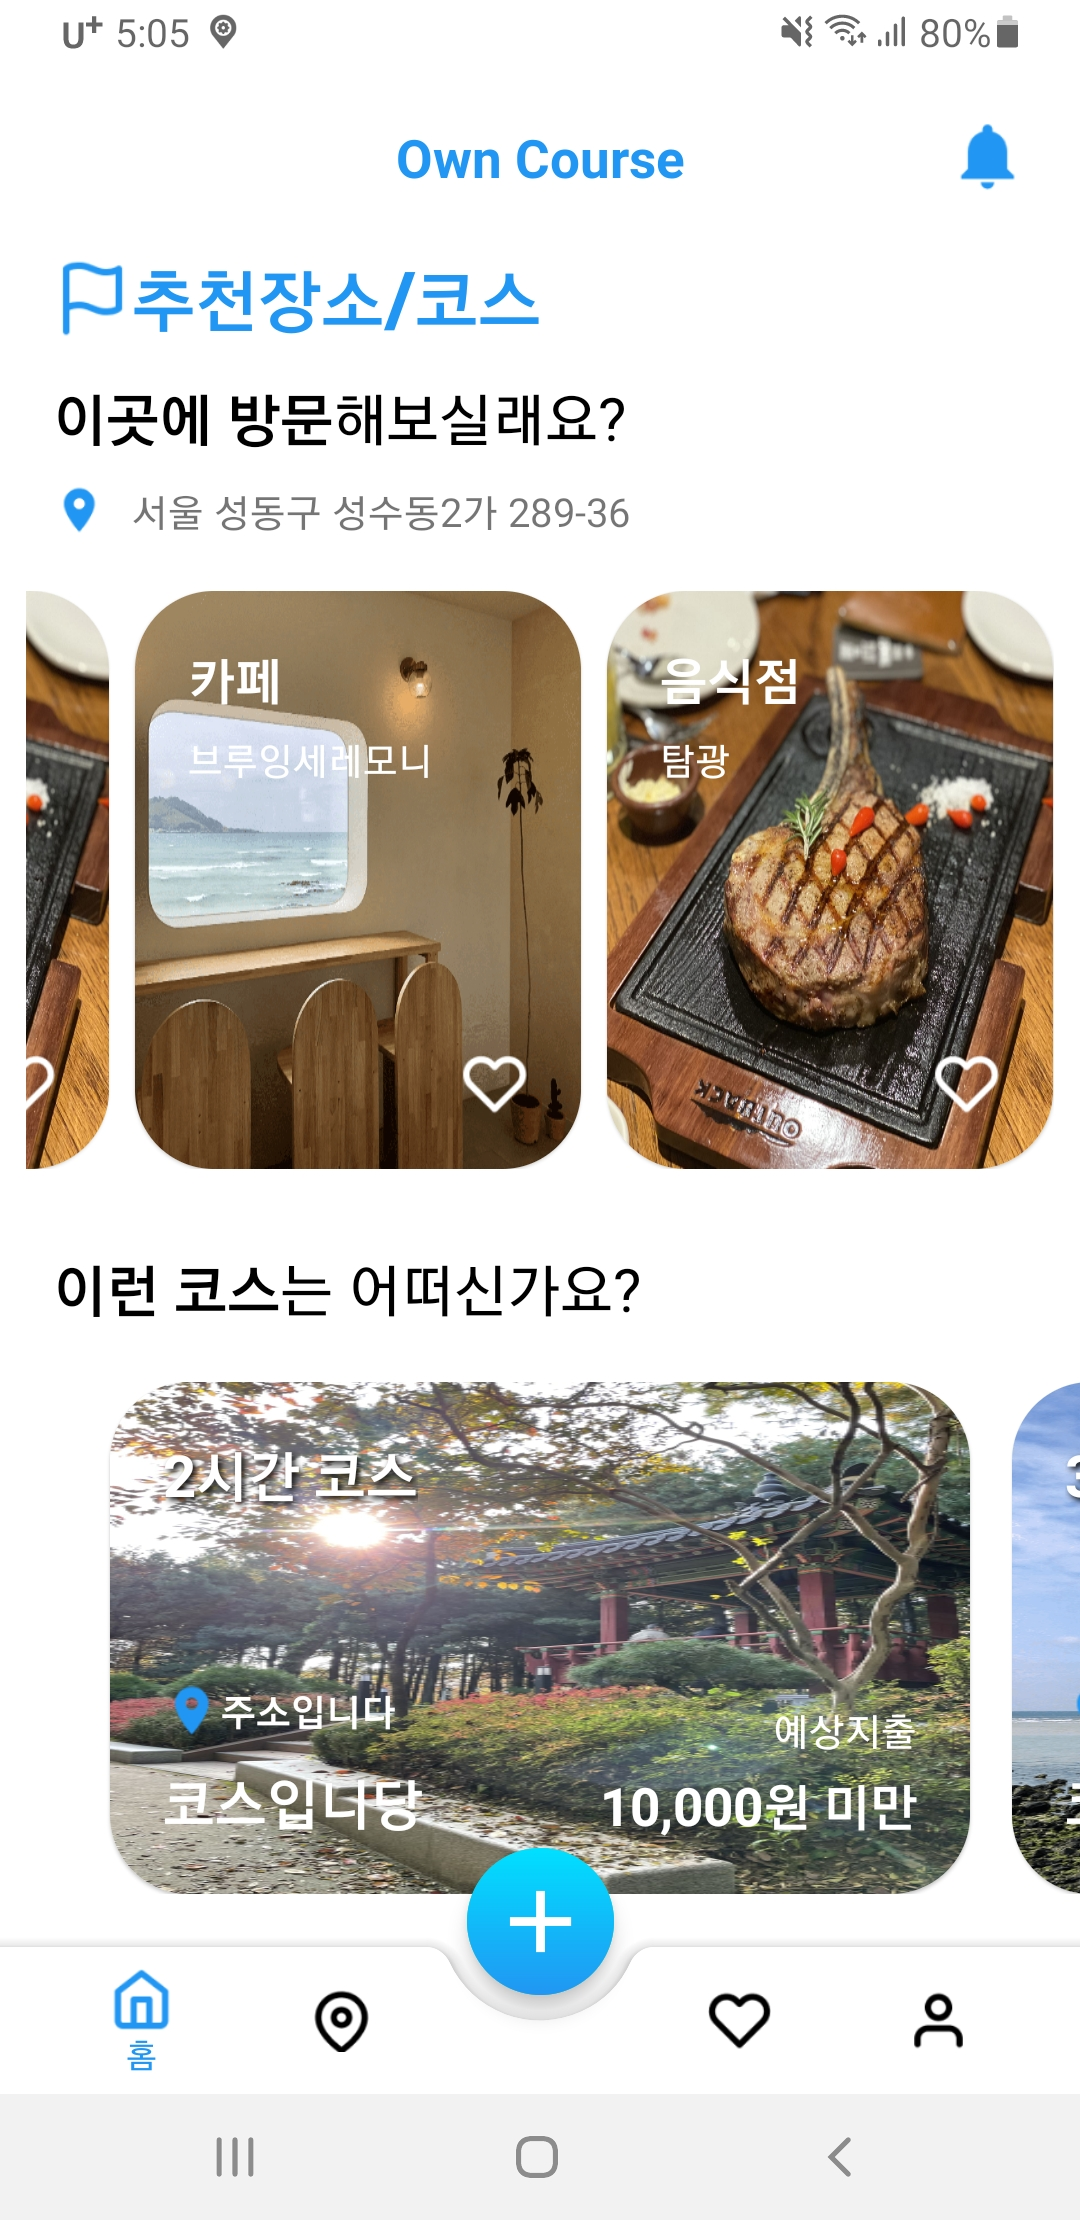 U+ 5:05 80%
Own Course
추천장소/코스
이곳에 방문해보실래요?
서울 성동구 성수동2가 289-36
카페
브루잉세레모니
음식점
탐광
OUTBACK
이런 코스는 어떠신가요?
2시간 코스
3
주소입니다
예상지출
코스입니당
10,000원 미만
홈